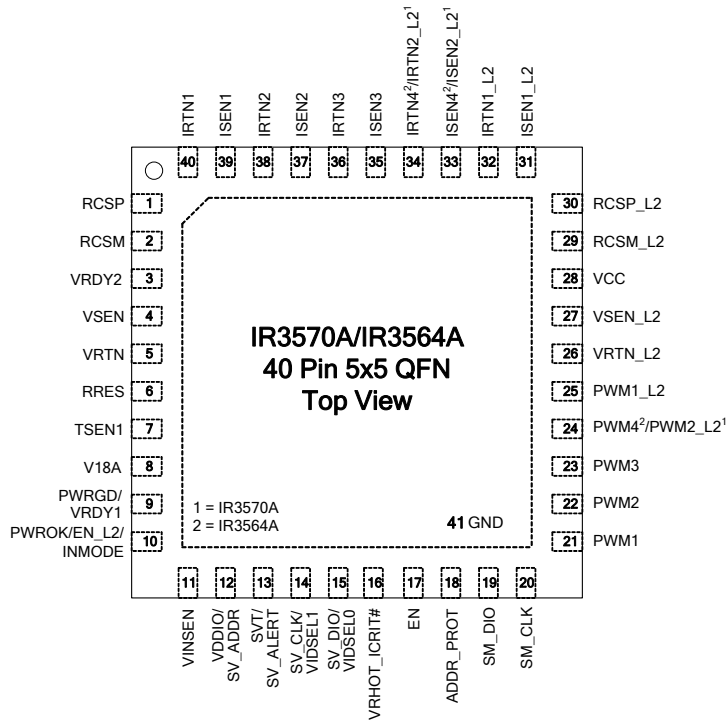 IRTN1
ISEN1
IRTN2
ISEN2
IRTN3
ISEN3
IRTN4²/IRTN2_L2¹
ISEN4²/ISEN2_L2¹
IRTN1_L2
ISEN1_L2
40
39
38
37
36
35
34
33
32
31
RCSP 1
RCSM 2
VRDY2 3
VSEN 4
VRTN 5
RRES 6
TSEN1 7
V18A 8
PWRGD/
VRDY1 9
PWROK/EN_L2/
INMODE 10
IR3570A/IR3564A
40 Pin 5x5 QFN
Top View
1 = IR3570A
2 = IR3564A
41 GND
30 RCSP_L2
29 RCSM_L2
28 VCC
27 VSEN_L2
26 VRTN_L2
25 PWM1_L2
24 PWM4²/PWM2_L2¹
23 PWM3
22 PWM2
21 PWM1
11
12
13
14
15
16
17
18
19
20
VINSEN
VDDIO/
SV_ADDR
SVT/
SV_ALERT
SV_CLK/
VIDSEL1
SV_DIO/
VIDSEL0
VRHOT_ICRIT#
EN
ADDR_PROT
SM_DIO
SM_CLK